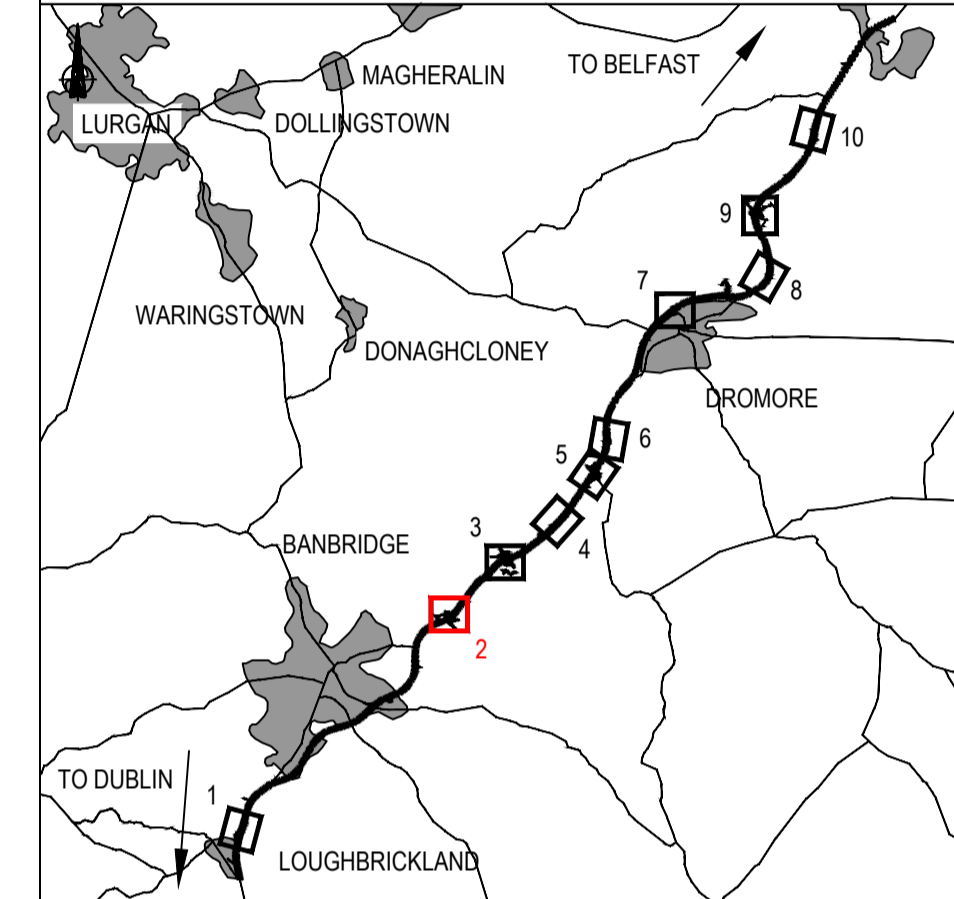 TO BELFAST
MAGHERALIN
LURGAN
DOLLINGSTOWN
10
9
7
8
WARINGSTOWN
DONAGHCLONEY
DROMORE
6
5
3
4
BANBRIDGE
2
TO DUBLIN
1
LOUGHBRICKLAND